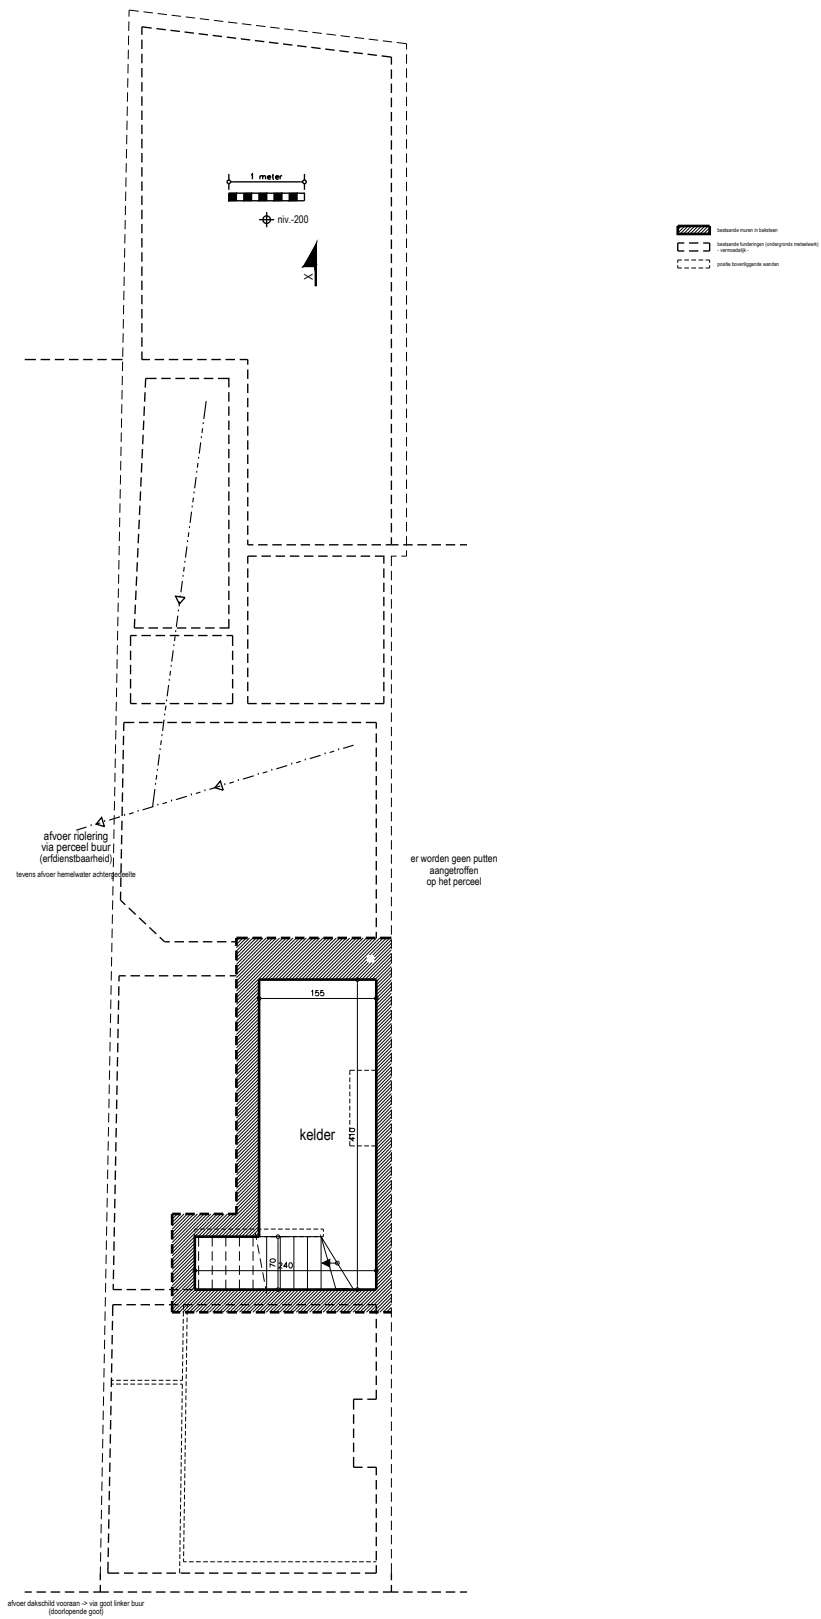 1 meter
niv.-200
X
bestaande muren in baksteen
bestaande funderingen (ondergronds metselwerk)
- vermoedelijk -
positie bovenliggende wanden
afvoer riolering
via perceel buur
(erfdienstbaarheid)
tevens afvoer hemelwater achtergedeelte
er worden geen putten
aangetroffen
op het perceel
155
kelder
410
70
240
afvoer dakschild vooraan -> via goot linker buur
(doorlopende goot)